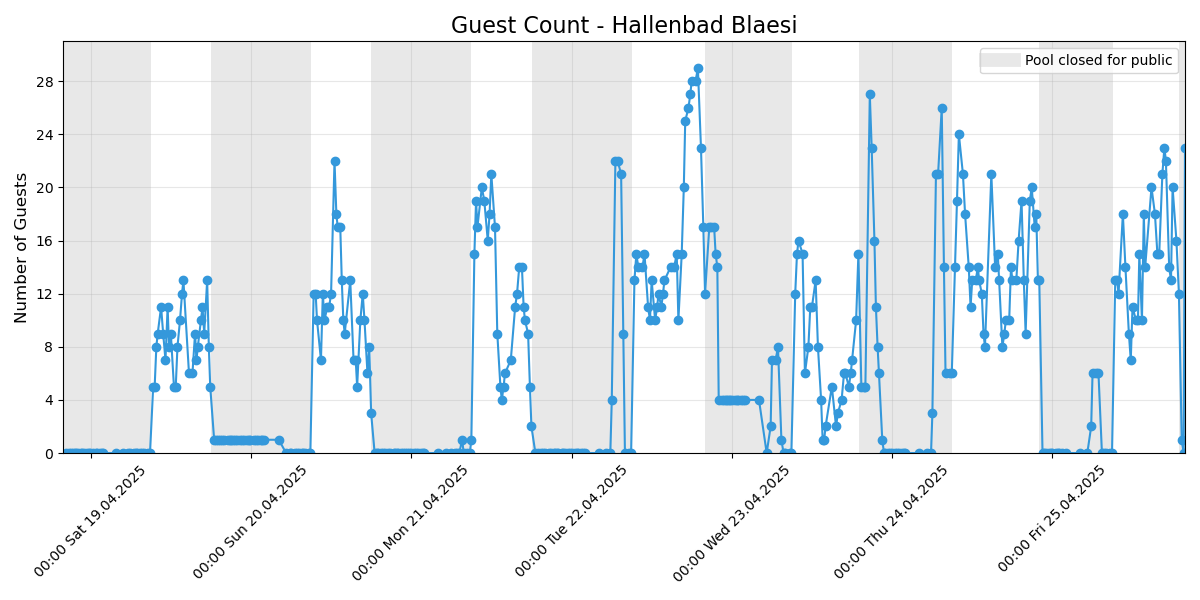 Guest Count - Hallenbad Blaesi
Pool closed for public
Number of Guests
28
24
20
16
12
8
4
0
00:00 Sat 19.04.2025
00:00 Sun 20.04.2025
00:00 Mon 21.04.2025
00:00 Tue 22.04.2025
00:00 Wed 23.04.2025
00:00 Thu 24.04.2025
00:00 Fri 25.04.2025